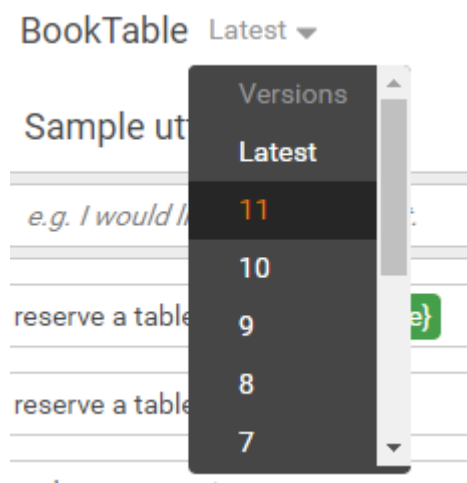 BookTable Latest
Versions
Sample ut
Latest
e.g. I would li
11
10
reserve a table
9
e}
8
reserve a table
7